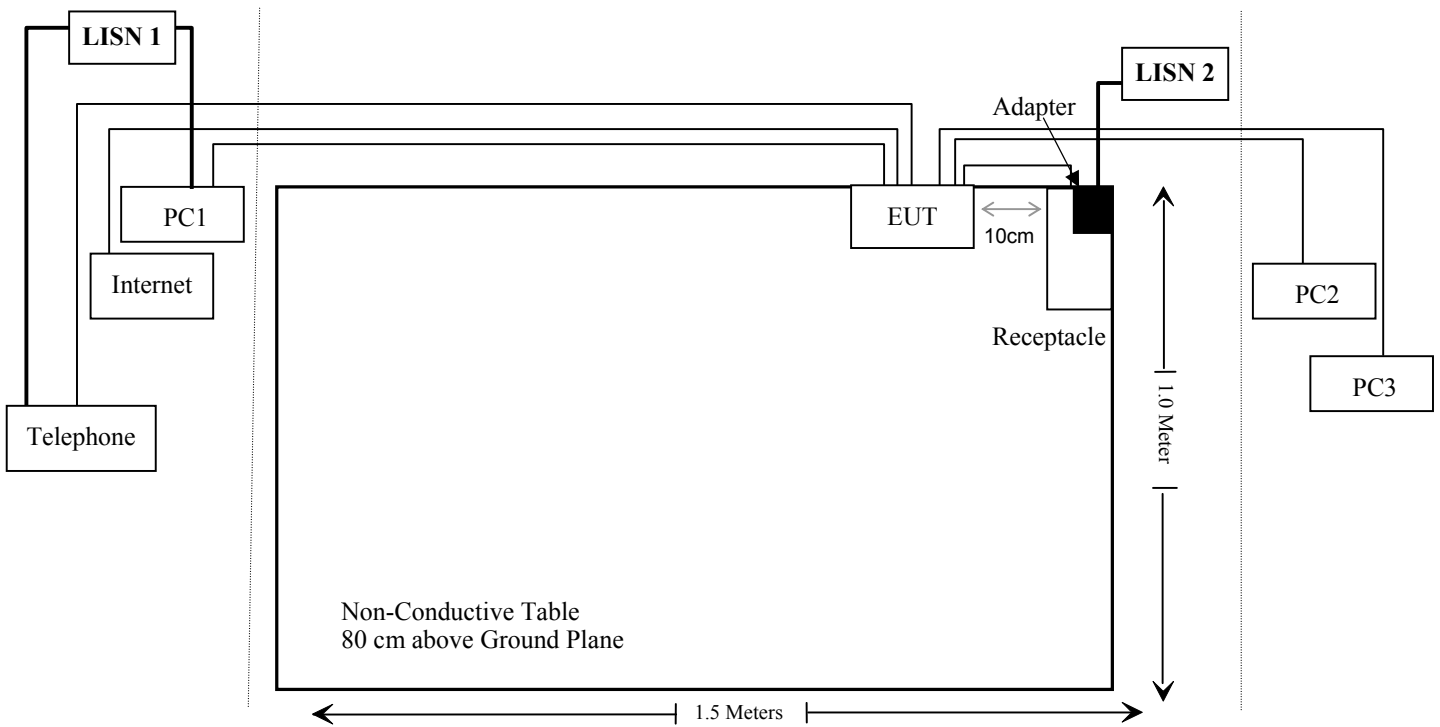 LISN 1
LISN 2
Adapter
PC1
EUT
10cm
Internet
PC2
Receptacle
PC3
1.0 Meter
Telephone
Non-Conductive Table
80 cm above Ground Plane
1.5 Meters